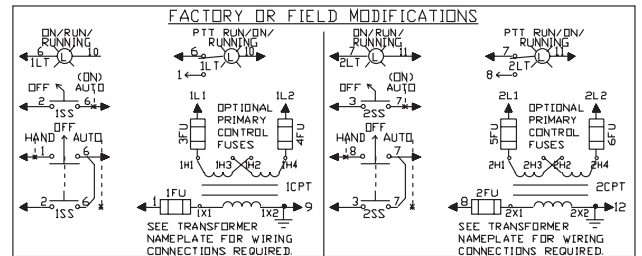 FACTORY OR FIELD MODIFICATIONS
ON/RUN/
RUNNING
6 L 10
1LT
(ON)
OFF AUTO
2 6
1SS
OFF
HAND AUTO
1 6
2 6
1SS
PTT RUN/ON/
RUNNING
6 L 10
1LT
1
1L1 1L2
OPTIONAL
PRIMARY
CONTROL
FUSES
3FU 4FU
1H1 1H3 1H2 1H4
1CPT
1FU
1 1X1 1X2 9
SEE TRANSFORMER
NAMEPLATE FOR WIRING
CONNECTIONS REQUIRED.
ON/RUN/
RUNNING
7 L 11
2LT
(ON)
OFF AUTO
3 7
2SS
OFF
HAND AUTO
8 7
3 7
2SS
PTT RUN/ON/
RUNNING
7 L 11
2LT
8
2L1 2L2
OPTIONAL
PRIMARY
CONTROL
FUSES
5FU 6FU
2H1 2H3 2H2 2H4
2CPT
2FU
8 2X1 2X2 12
SEE TRANSFORMER
NAMEPLATE FOR WIRING
CONNECTIONS REQUIRED.